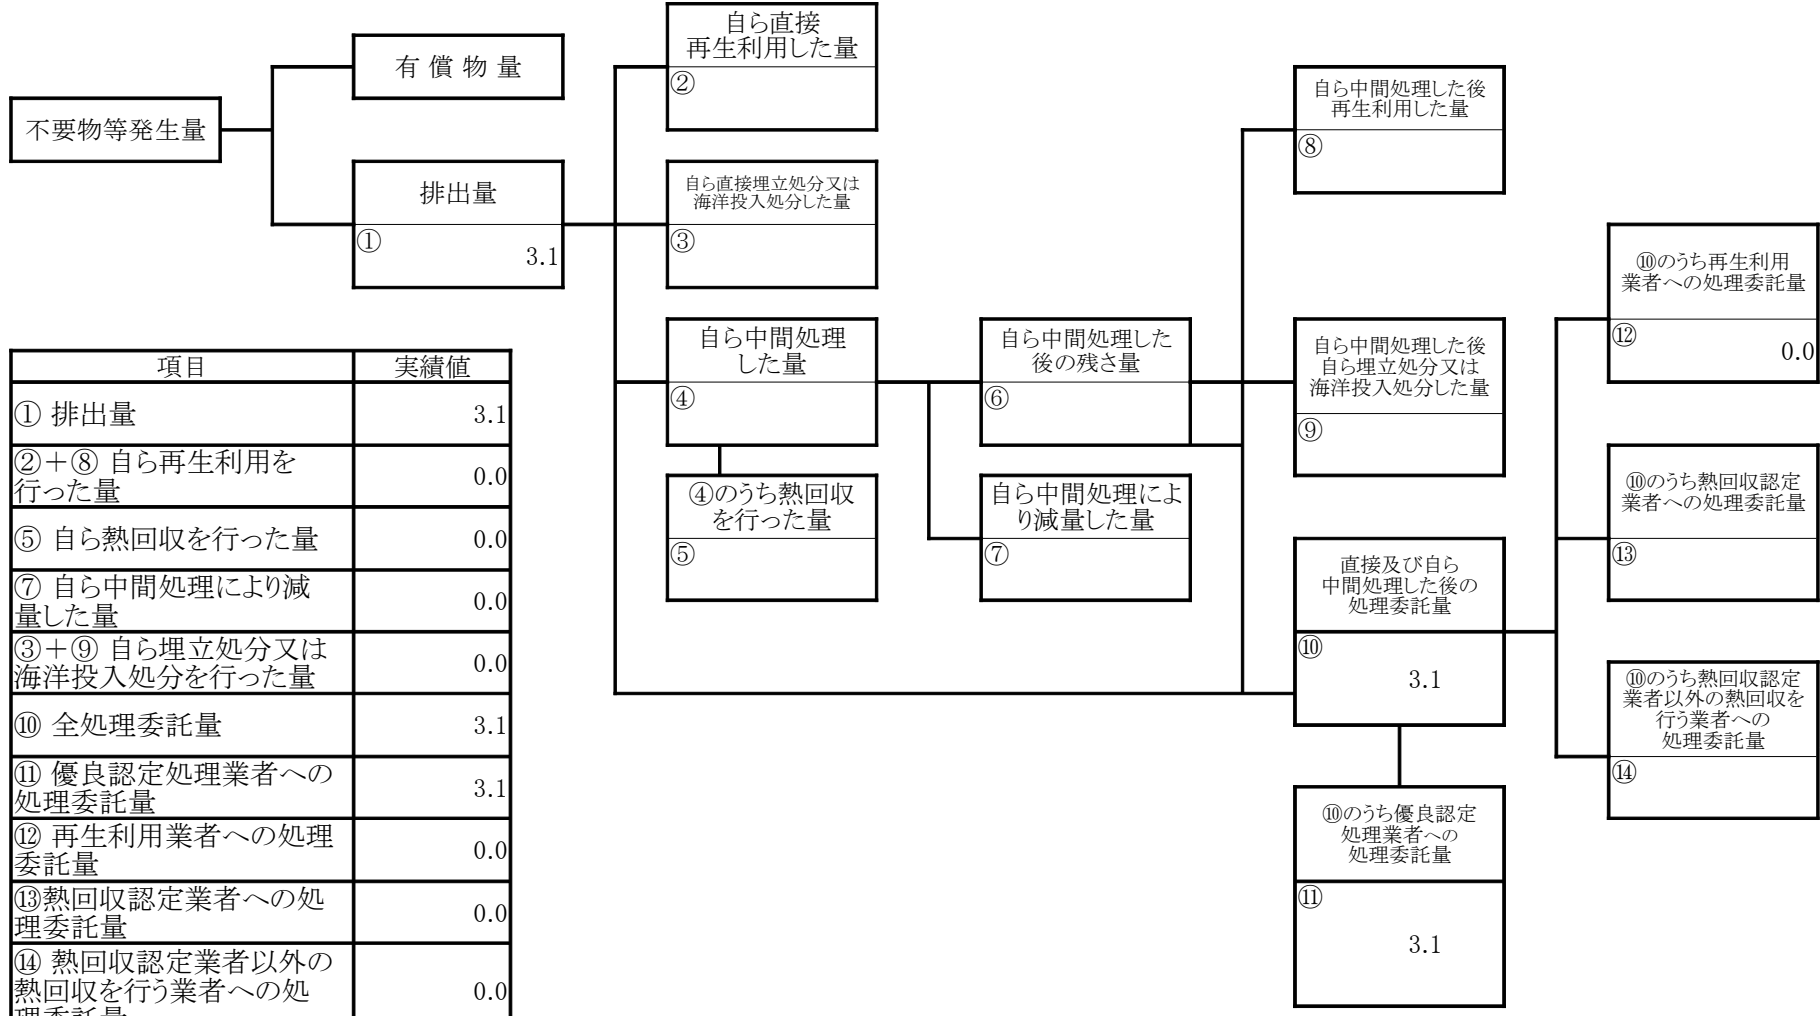 不要物等発生量
有 償 物 量
排出量
①
3.1
自ら直接
再生利用した量
②
自ら直接埋立処分又は
海洋投入処分した量
③
自ら中間処理
した量
④
④のうち熱回収
を行った量
⑤
自ら中間処理した
後の残さ量
⑥
自ら中間処理によ
り減量した量
⑦
自ら中間処理した後
再生利用した量
⑧
自ら中間処理した後
自ら埋立処分又は
海洋投入処分した量
⑨
直接及び自ら
中間処理した後の
処理委託量
⑩
3.1
⑩のうち優良認定
処理業者への
処理委託量
⑪
3.1
⑩のうち再生利用
業者への処理委託量
⑫
0.0
⑩のうち熱回収認定
業者への処理委託量
⑬
⑩のうち熱回収認定
業者以外の熱回収を
行う業者への
処理委託量
⑭
項目 実績値
① 排出量 3.1
②＋⑧ 自ら再生利用を
行った量 0.0
⑤ 自ら熱回収を行った量 0.0
⑦ 自ら中間処理により減
量した量 0.0
③＋⑨ 自ら埋立処分又は
海洋投入処分を行った量 0.0
⑩ 全処理委託量 3.1
⑪ 優良認定処理業者への
処理委託量 3.1
⑫ 再生利用業者への処理
委託量 0.0
⑬熱回収認定業者への処
理委託量 0.0
⑭ 熱回収認定業者以外の
熱回収を行う業者への処 0.0
理委託量